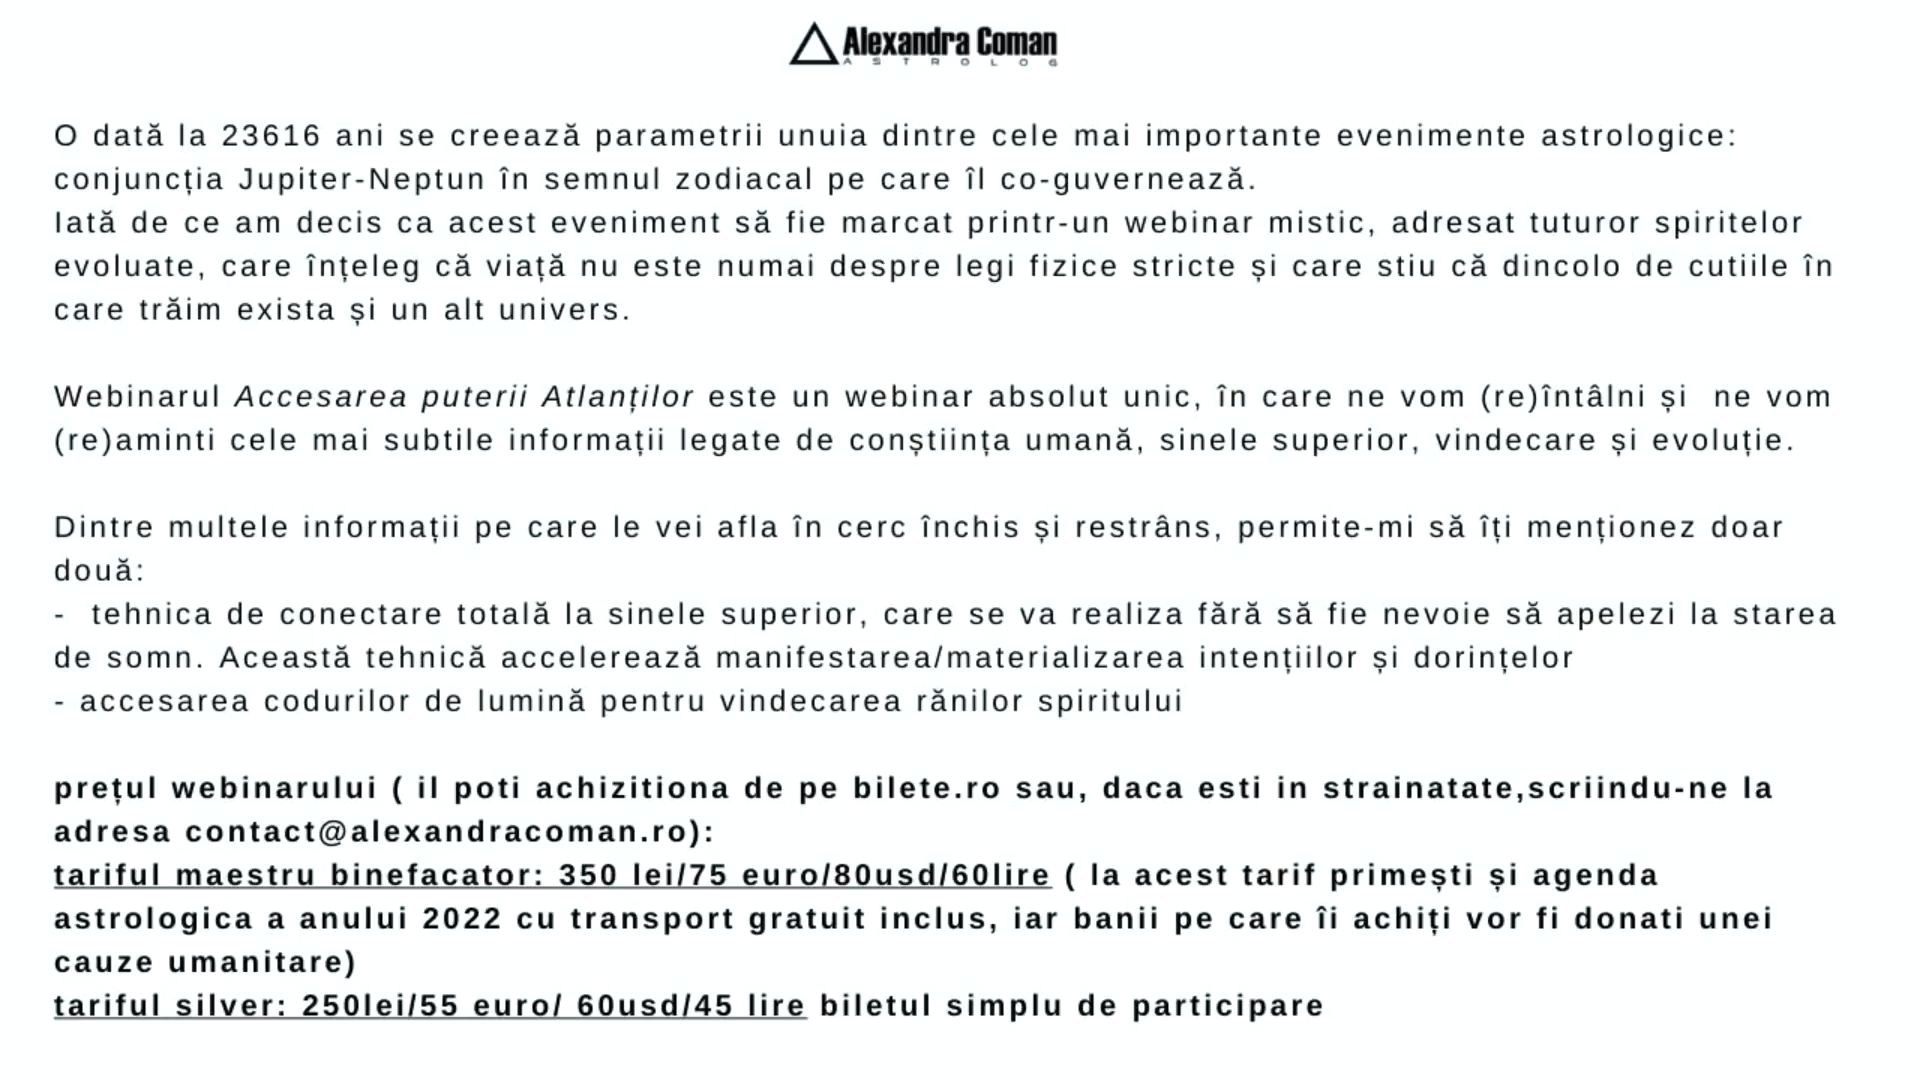 Alexandra Coman
ASTROLOG
O dată la 23616 ani se creează parametrii unuia dintre cele mai importante evenimente astrologice:
conjuncția Jupiter-Neptun în semnul zodiacal pe care îl co-guvernează.
Iată de ce am decis ca acest eveniment să fie marcat printr-un webinar mistic, adresat tuturor spiritelor
evoluate, care înțeleg că viață nu este numai despre legi fizice stricte și care stiu că dincolo de cutiile în
care trăim exista și un alt univers.
Webinarul Accesarea puterii Atlanților este un webinar absolut unic, în care ne vom (re)întâlni și  ne vom
(re)aminti cele mai subtile informații legate de conștiința umană, sinele superior, vindecare și evoluție.
Dintre multele informații pe care le vei afla în cerc închis și restrâns, permite-mi să îți menționez doar
două:
-  tehnica de conectare totală la sinele superior, care se va realiza fără să fie nevoie să apelezi la starea
de somn. Această tehnică accelerează manifestarea/materializarea intențiilor și dorințelor
- accesarea codurilor de lumină pentru vindecarea rănilor spiritului
prețul webinarului ( il poti achizitiona de pe bilete.ro sau, daca esti in strainatate,scriindu-ne la
adresa contact@alexandracoman.ro):
tariful maestru binefacator: 350 lei/75 euro/80usd/60lire ( la acest tarif primești și agenda
astrologica a anului 2022 cu transport gratuit inclus, iar banii pe care îi achiți vor fi donati unei
cauze umanitare)
tariful silver: 250lei/55 euro/ 60usd/45 lire biletul simplu de participare